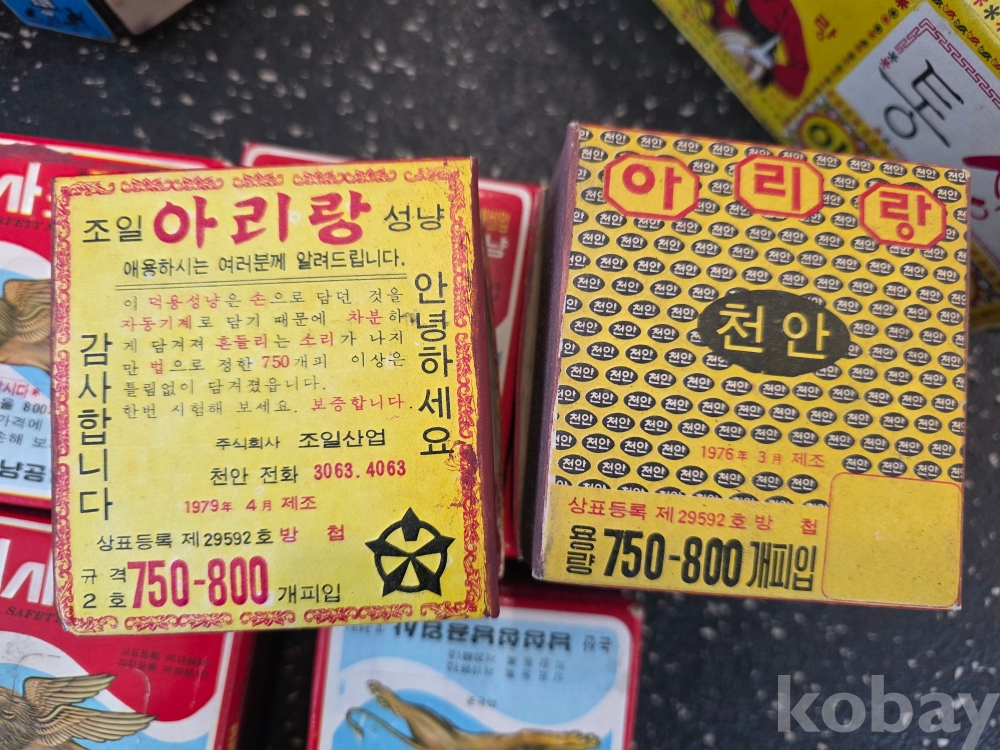 조일 아리랑 성냥
애용하시는 여러분께 알려드립니다.
이 덕용성냥은 손으로 담던 것을
자동기계로 담기 때문에 차분하
게 담겨져 흔들리는 소리가 나지
만 법으로 정한 750개피 이상은
틀림없이 담겨졌읍니다.
한번 시험해 보세요. 보증합니다.
안녕하세요
감사합니다
주식회사 조일산업
천안 전화 3063.4063
1979年 4月 제조
상표등록 제29592호 방 첩
규격 2호 750-800 개피입
아리랑
천안
1976年 3月 제조
상표등록 제29592호 방 첩
용량 750-800 개피입
통
kobay